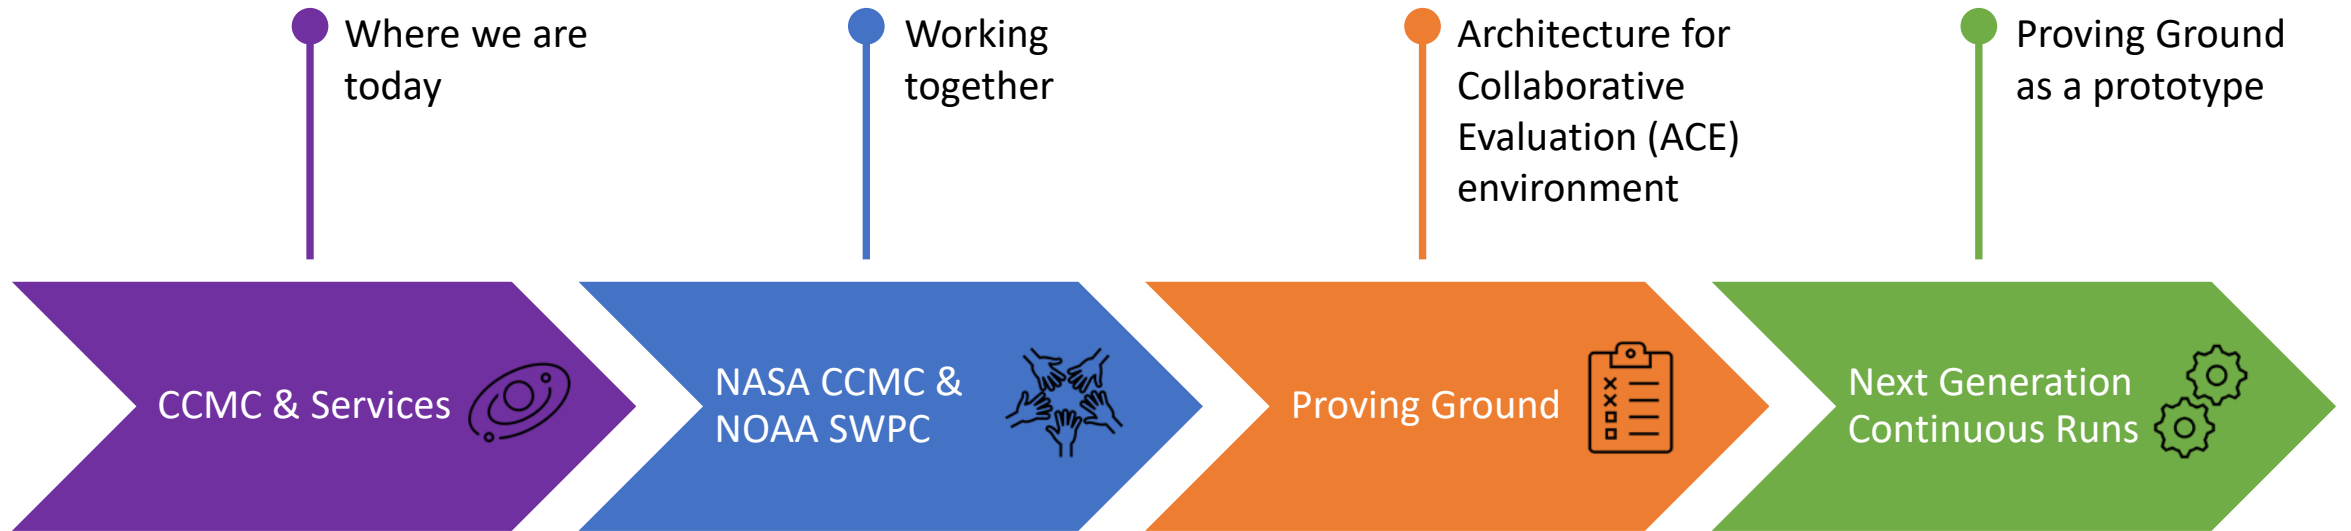 Where we are
today
Working
together
Architecture for
Collaborative
Evaluation (ACE)
environment
Proving Ground
as a prototype
CCMC & Services
NASA CCMC &
NOAA SWPC
Proving Ground
Next Generation
Continuous Runs